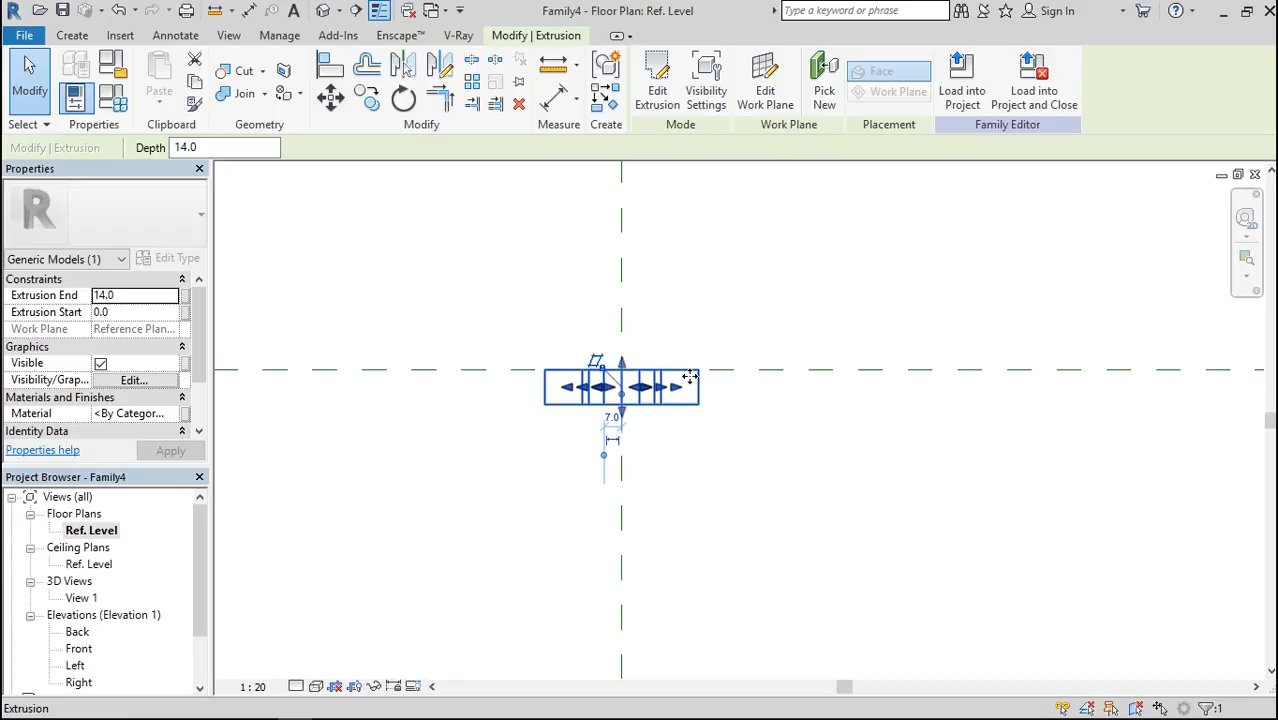 Family4 - Floor Plan: Ref. Level
Type a keyword or phrase
Sign In
File
Create
Insert
Annotate
View
Manage
Add-Ins
Enscape™
V-Ray
Modify | Extrusion
Modify
Paste
Cut
Join
Edit
Extrusion
Visibility
Settings
Edit
Work Plane
Pick
New
Face
Work Plane
Load into
Project
Load into
Project and Close
Select
Properties
Clipboard
Geometry
Modify
Measure
Create
Mode
Work Plane
Placement
Family Editor
Modify | Extrusion
Depth
14.0
Properties
Generic Models (1)
Edit Type
Constraints
Extrusion End
14.0
Extrusion Start
0.0
Work Plane
Reference Plan...
Graphics
Visible
Visibility/Grap...
Edit...
Materials and Finishes
Material
<By Categor...
Identity Data
Properties help
Apply
Project Browser - Family4
Views (all)
Floor Plans
Ref. Level
Ceiling Plans
Ref. Level
3D Views
View 1
Elevations (Elevation 1)
Back
Front
Left
Right
7.0
2D
1 : 20
Extrusion
:1